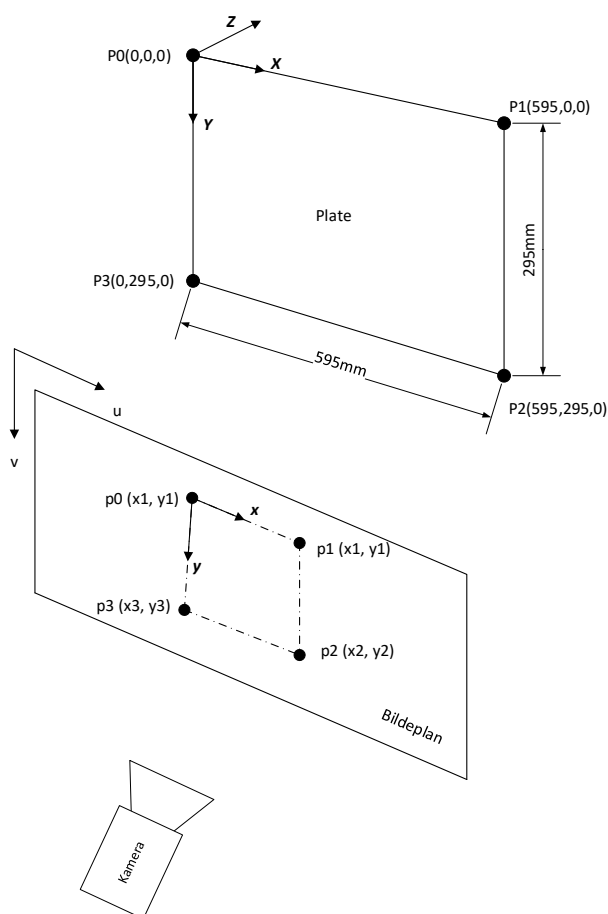 Z
P0(0,0,0)
X
P1(595,0,0)
Y
Plate
295mm
P3(0,295,0)
595mm
P2(595,295,0)
u
v
p0 (x1, y1)
x
p1 (x1, y1)
y
p3 (x3, y3)
p2 (x2, y2)
Bildeplan
Kamera